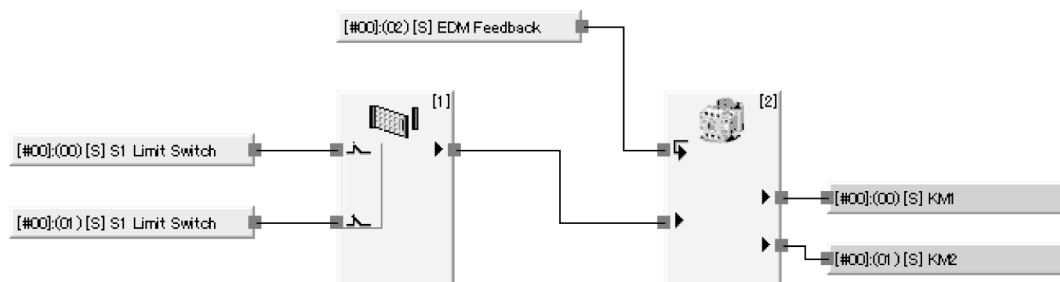 [#00]:(02) [S] EDM Feedback
[1]
[2]
[#00]:(00) [S] S1 Limit Switch
[#00]:(00) [S] KM1
[#00]:(01) [S] S1 Limit Switch
[#00]:(01) [S] KM2